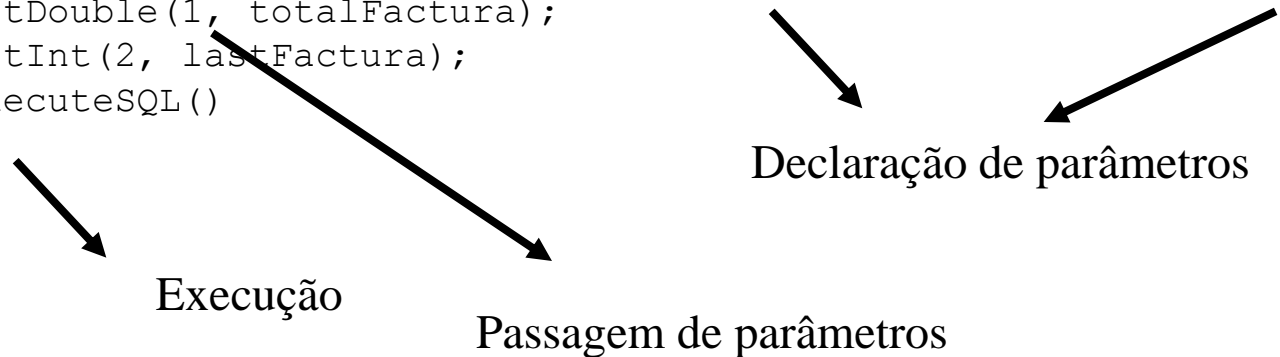 tDouble(1, totalFactura);
tInt(2, lastFactura);
ecuteSQL()
Declaração de parâmetros
Execução
Passagem de parâmetros